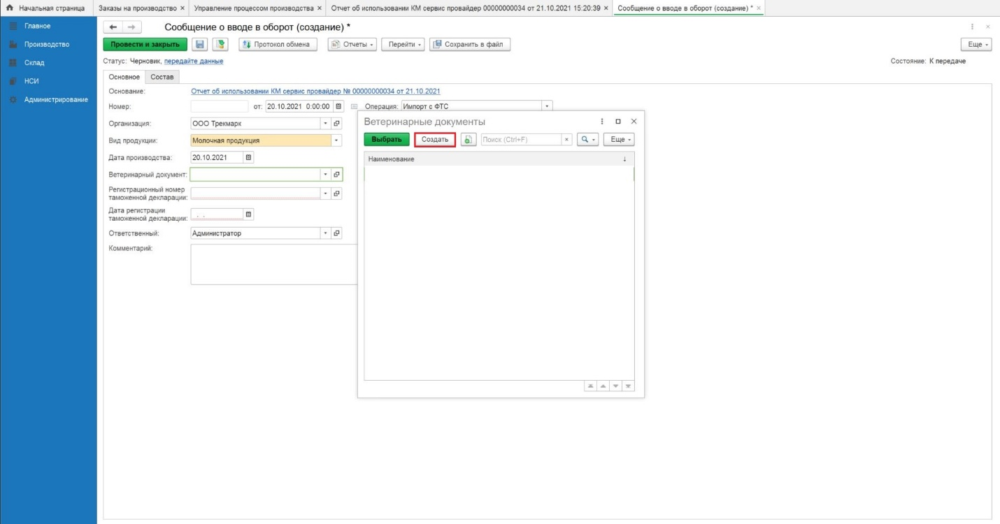 Начальная страница
Заказы на производство ×
Управление процессом производства ×
Отчет об использовании КМ сервис провайдер 00000000034 от 21.10.2021 15:20:39 ×
Сообщение о вводе в оборот (создание) * ×
Главное
Производство
Склад
НСИ
Администрирование
Сообщение о вводе в оборот (создание) *
Провести и закрыть
Протокол обмена
Отчеты
Перейти
Сохранить в файл
Еще
Статус: Черновик, передайте данные
Состояние: К передаче
Основное
Состав
Основание: Отчет об использовании КМ сервис провайдер № 00000000034 от 21.10.2021
Номер: от: 20.10.2021 0:00:00 Операция: Импорт с ФТС
Организация: ООО Трекмарк
Вид продукции: Молочная продукция
Дата производства: 20.10.2021
Ветеринарный документ:
Регистрационный номер
таможенной декларации:
Дата регистрации
таможенной декларации: . .
Ответственный: Администратор
Комментарий:
Ветеринарные документы
Выбрать
Создать
Поиск (Ctrl+F) ×
Еще
Наименование ↓